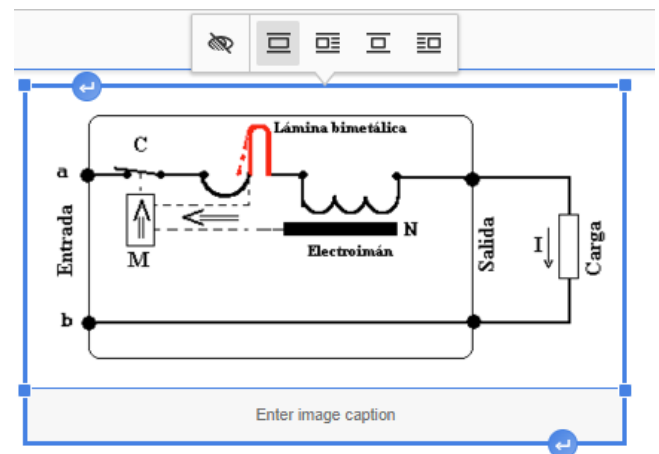 Lámina bimetálica
C
a
Entrada
M
N
Electroimán
Salida
I
Carga
b
Enter image caption